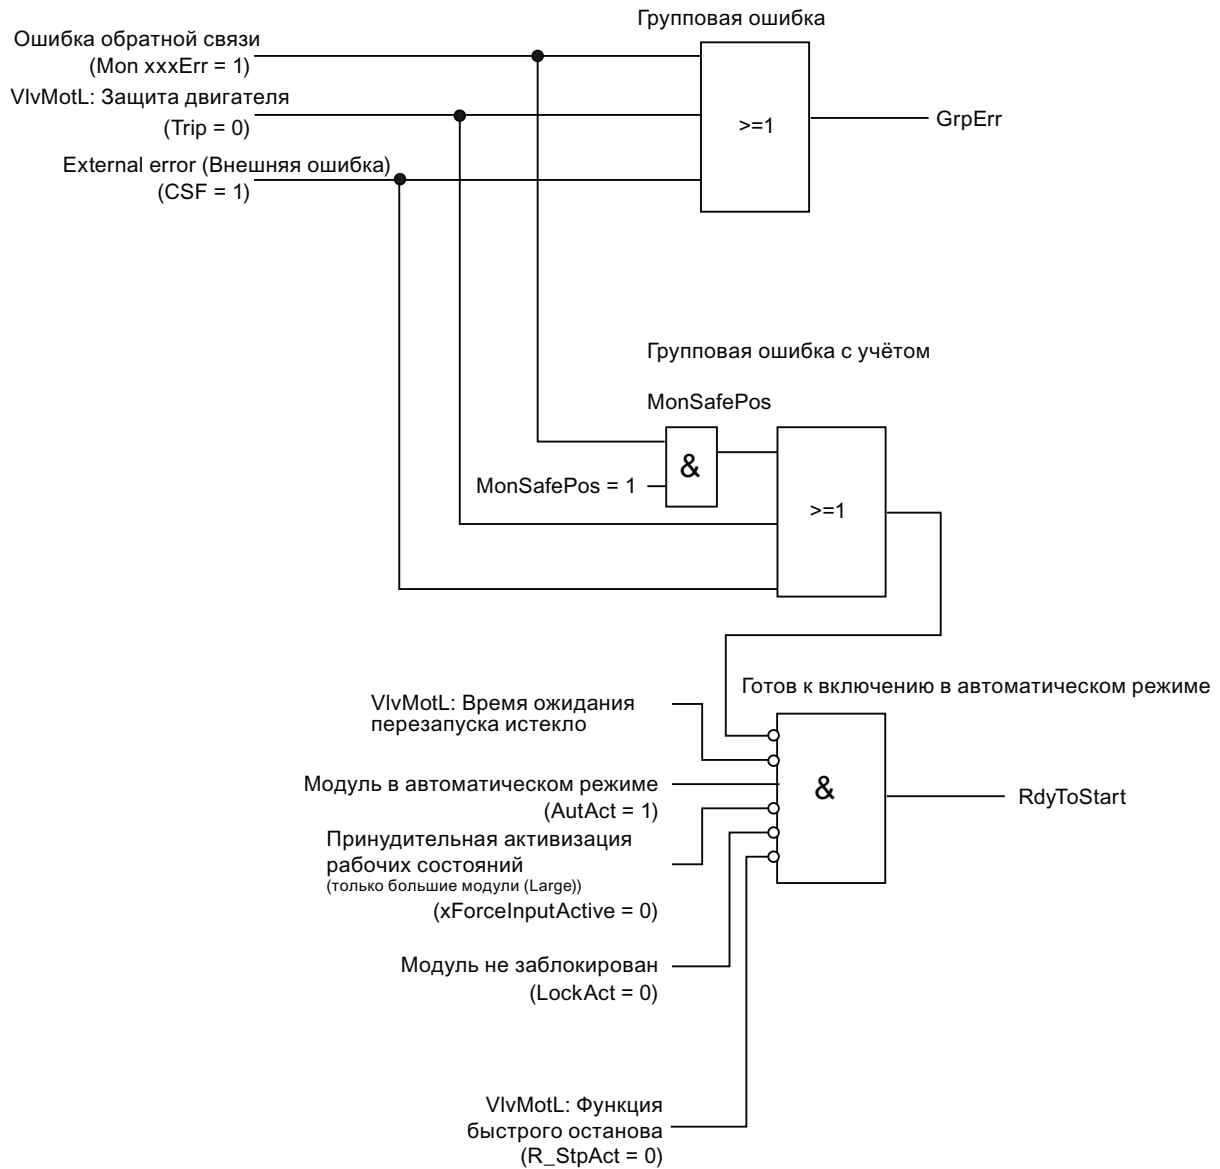 Групповая ошибка
Ошибка обратной связи
(Mon xxxErr = 1)
VlvMotL: Защита двигателя
(Trip = 0)
>=1
GrpErr
External error (Внешняя ошибка)
(CSF = 1)
Групповая ошибка с учётом
MonSafePos
&
MonSafePos = 1
>=1
Готов к включению в автоматическом режиме
VlvMotL: Время ожидания
перезапуска истекло
Модуль в автоматическом режиме
(AutAct = 1)
&
RdyToStart
Принудительная активизация
рабочих состояний
(только большие модули (Large))
(xForceInputActive = 0)
Модуль не заблокирован
(LockAct = 0)
VlvMotL: Функция
быстрого останова
(R_StpAct = 0)